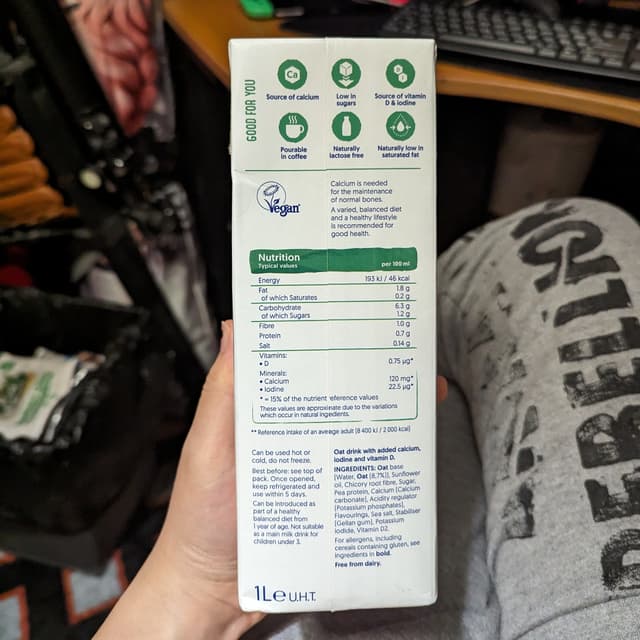 GOOD FOR YOU
Ca
Source of calcium
Low in
sugars
Source of vitamin
D & iodine
Pourable
in coffee
Naturally
lactose free
Naturally low in
saturated fat
Vegan
Calcium is needed
for the maintenance
of normal bones.
A varied, balanced diet
and a healthy lifestyle
is recommended for
good health.
Nutrition
Typical values per 100 ml
Energy 193 kJ / 46 kcal
Fat 1.8 g
of which Saturates 0.2 g
Carbohydrate 6.3 g
of which Sugars 1.2 g
Fibre 1.0 g
Protein 0.7 g
Salt 0.14 g
Vitamins:
• D 0.75 µg*
Minerals:
• Calcium 120 mg*
• Iodine 22.5 µg*
* = 15% of the nutrient reference values
These values are approximate due to the variations
which occur in natural ingredients.
** Reference intake of an average adult (8 400 kJ / 2 000 kcal)
Can be used hot or
cold, do not freeze.
Best before: see top of
pack. Once opened,
keep refrigerated and
use within 5 days.
Can be introduced as
part of a healthy
balanced diet from
1 year of age. Not suitable
as a main milk drink for
children under 3.
Oat drink with added calcium,
iodine and vitamin D.
INGREDIENTS: Oat base
(Water, Oat (8.7%)), Sunflower
oil, Chicory root fibre, Sugar,
Pea protein, Calcium (Calcium
carbonate), Acidity regulator
(Potassium phosphates),
Flavourings, Sea salt, Stabiliser
(Gellan gum), Potassium
iodide, Vitamin D2.
For allergens, including
cereals containing gluten, see
ingredients in bold.
Free from dairy.
1L e U.H.T.